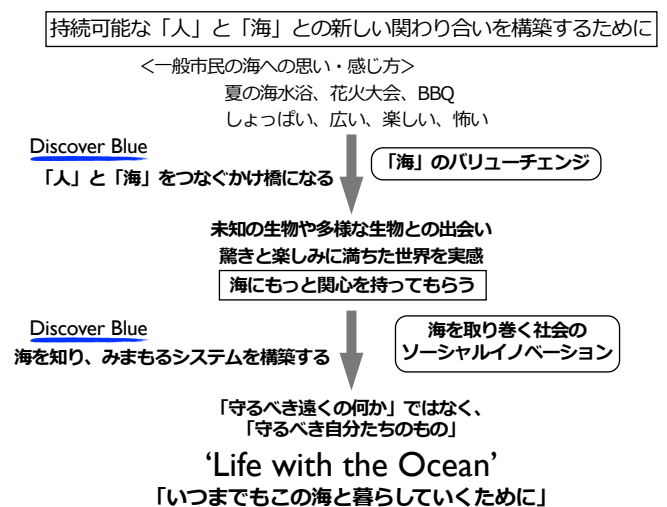 持続可能な「人」と「海」との新しい関わり合いを構築するために
＜一般市民の海への思い・感じ方＞
夏の海水浴、花火大会、BBQ
しょっぱい、広い、楽しい、怖い
Discover Blue
「人」と「海」をつなぐかけ橋になる
「海」のバリューチェンジ
未知の生物や多様な生物との出会い
驚きと楽しみに満ちた世界を実感
海にもっと関心を持ってもらう
Discover Blue
海を知り、みまもるシステムを構築する
海を取り巻く社会の
ソーシャルイノベーション
「守るべき遠くの何か」ではなく、
「守るべき自分たちのもの」
‘Life with the Ocean’
「いつまでもこの海と暮らしていくために」